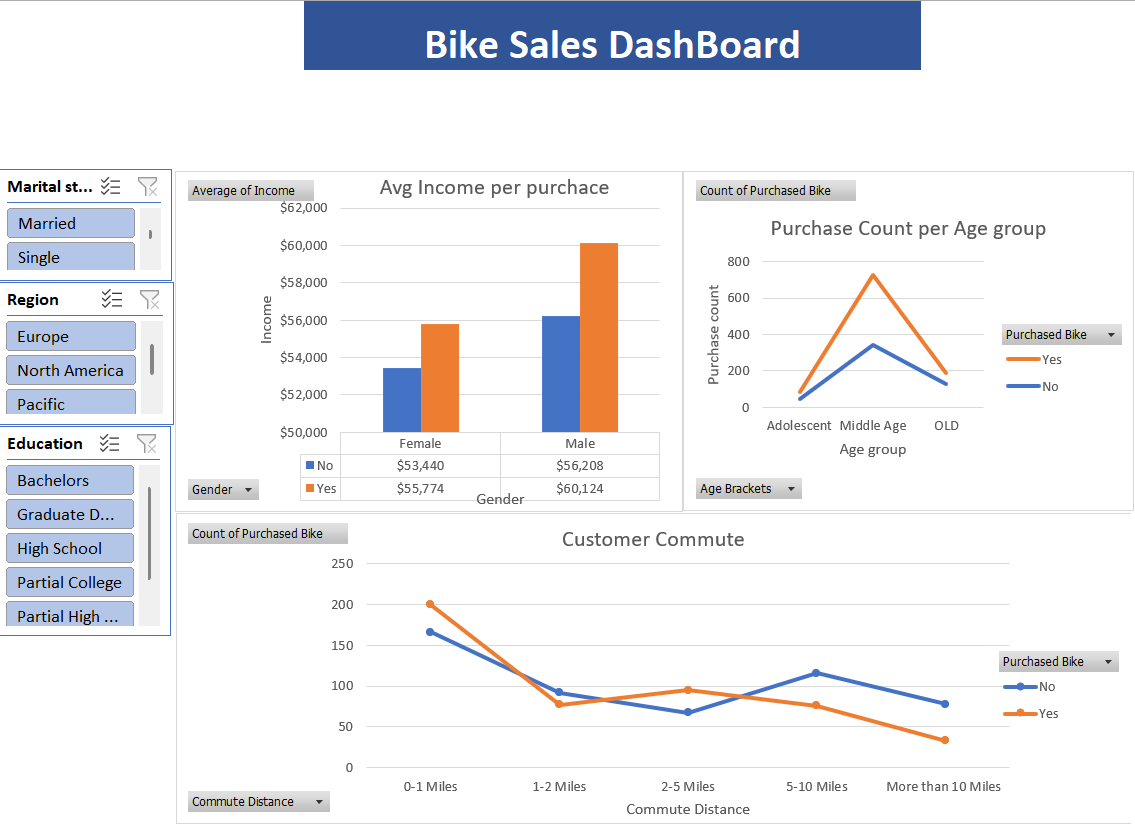 Bike Sales DashBoard
Marital st...
Married
Single
Region
Europe
North America
Pacific
Education
Bachelors
Graduate D...
High School
Partial College
Partial High ...
Average of Income
Avg Income per purchace
$62,000
$60,000
$58,000
$56,000
$54,000
$52,000
$50,000
Income
Female Male
No $53,440 $56,208
Yes $55,774 $60,124
Gender
Gender
Count of Purchased Bike
Purchase Count per Age group
800
600
400
200
0
Purchase count
Adolescent Middle Age OLD
Age group
Purchased Bike
Yes
No
Age Brackets
Count of Purchased Bike
Customer Commute
250
200
150
100
50
0
0-1 Miles 1-2 Miles 2-5 Miles 5-10 Miles More than 10 Miles
Commute Distance
Purchased Bike
No
Yes
Commute Distance